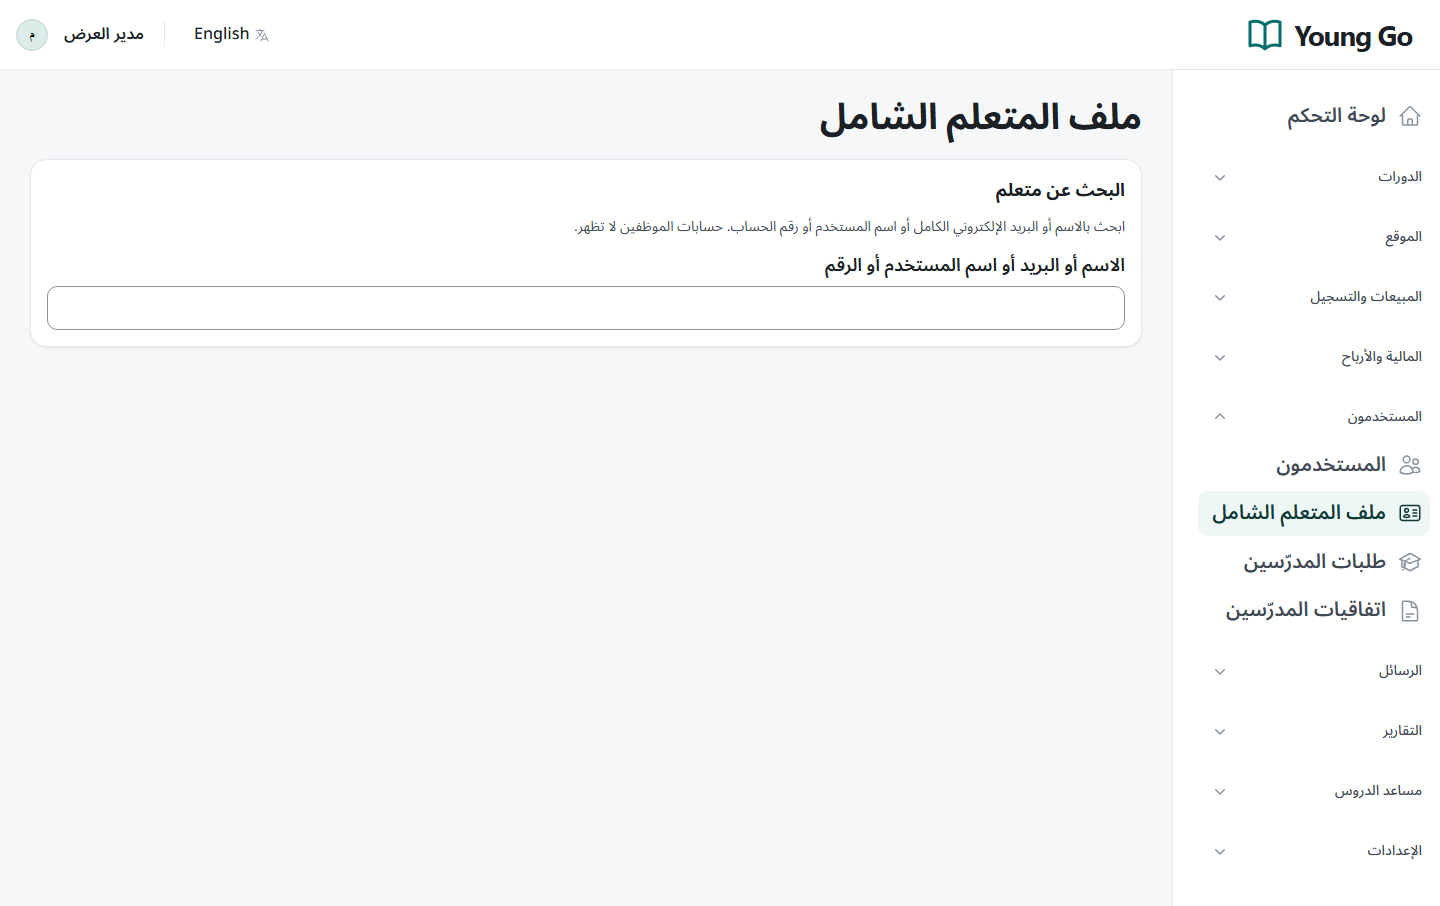 Young Go
English
مدير العرض
م
لوحة التحكم
الدورات
الموقع
المبيعات والتسجيل
المالية والأرباح
المستخدمون
المستخدمون
ملف المتعلم الشامل
طلبات المدرّسين
اتفاقيات المدرّسين
الرسائل
التقارير
مساعد الدروس
الإعدادات
ملف المتعلم الشامل
البحث عن متعلم
ابحث بالاسم أو البريد الإلكتروني الكامل أو اسم المستخدم أو رقم الحساب. حسابات الموظفين لا تظهر.
الاسم أو البريد أو اسم المستخدم أو الرقم